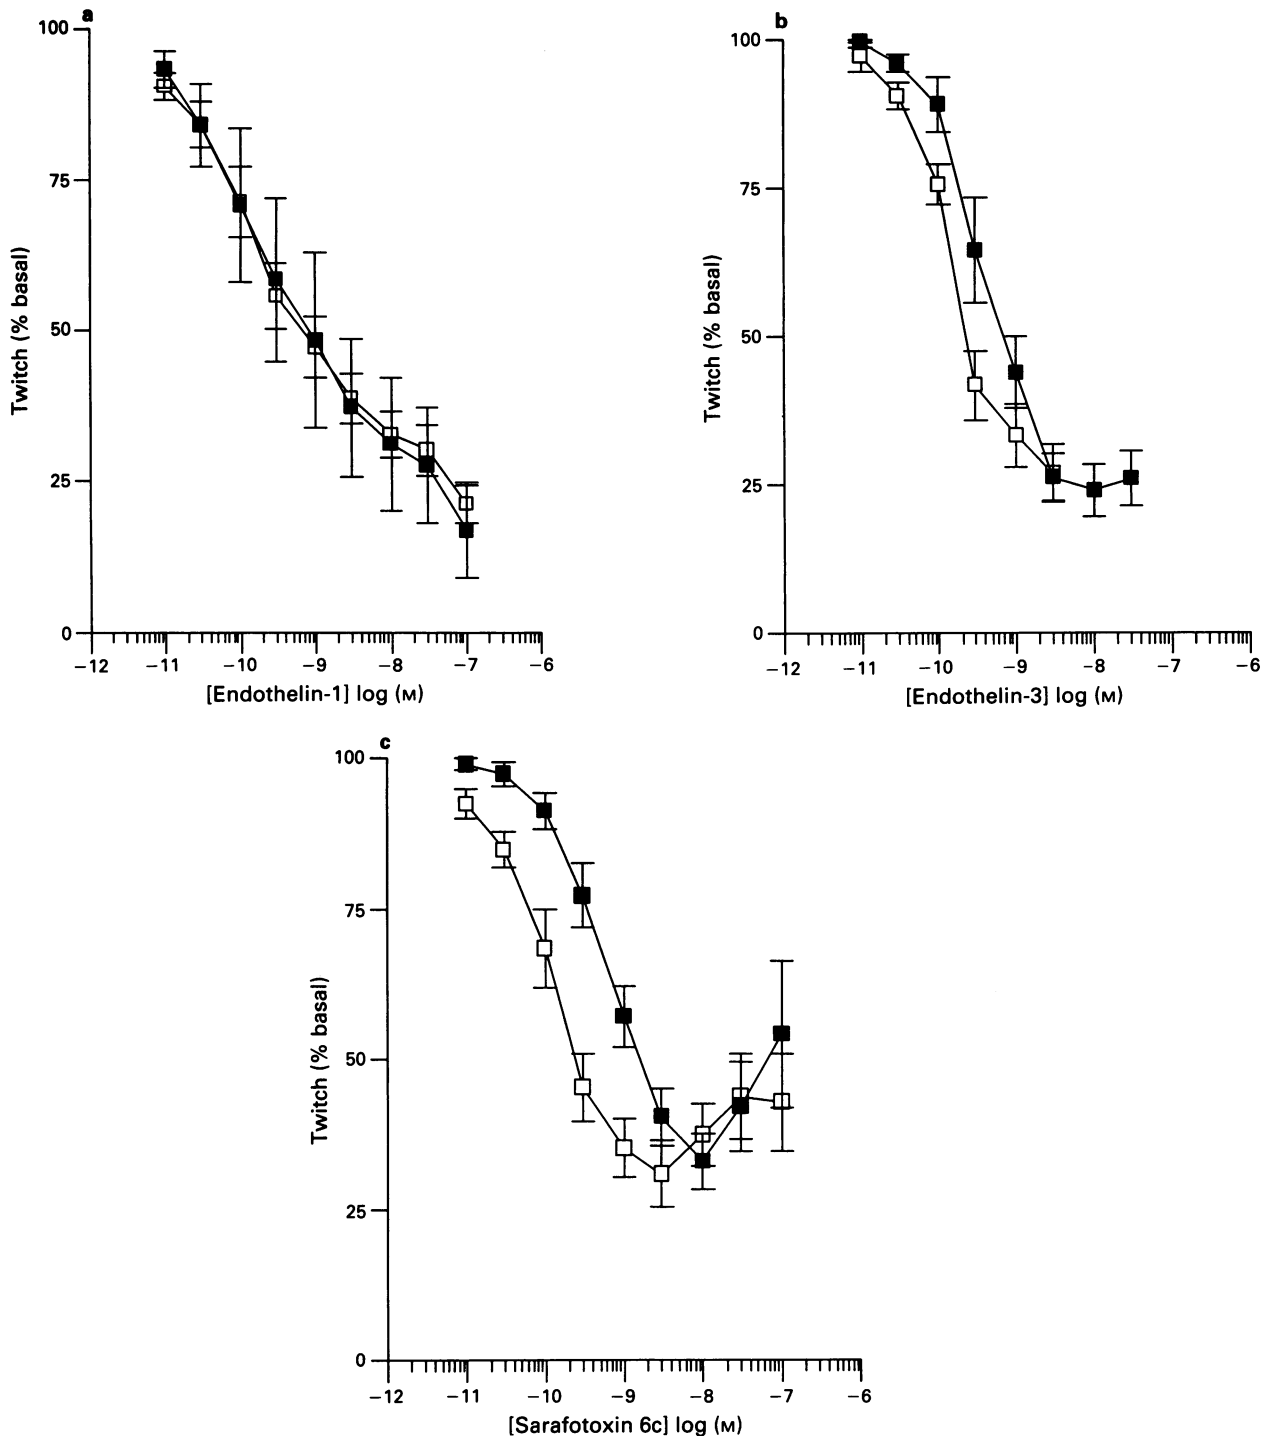 a
100
75
50
25
0
Twitch (% basal)
−12 −11 −10 −9 −8 −7 −6
[Endothelin-1] log (M)
b
100
75
50
25
0
Twitch (% basal)
−12 −11 −10 −9 −8 −7 −6
[Endothelin-3] log (M)
c
100
75
50
25
0
Twitch (% basal)
−12 −11 −10 −9 −8 −7 −6
[Sarafotoxin 6c] log (M)